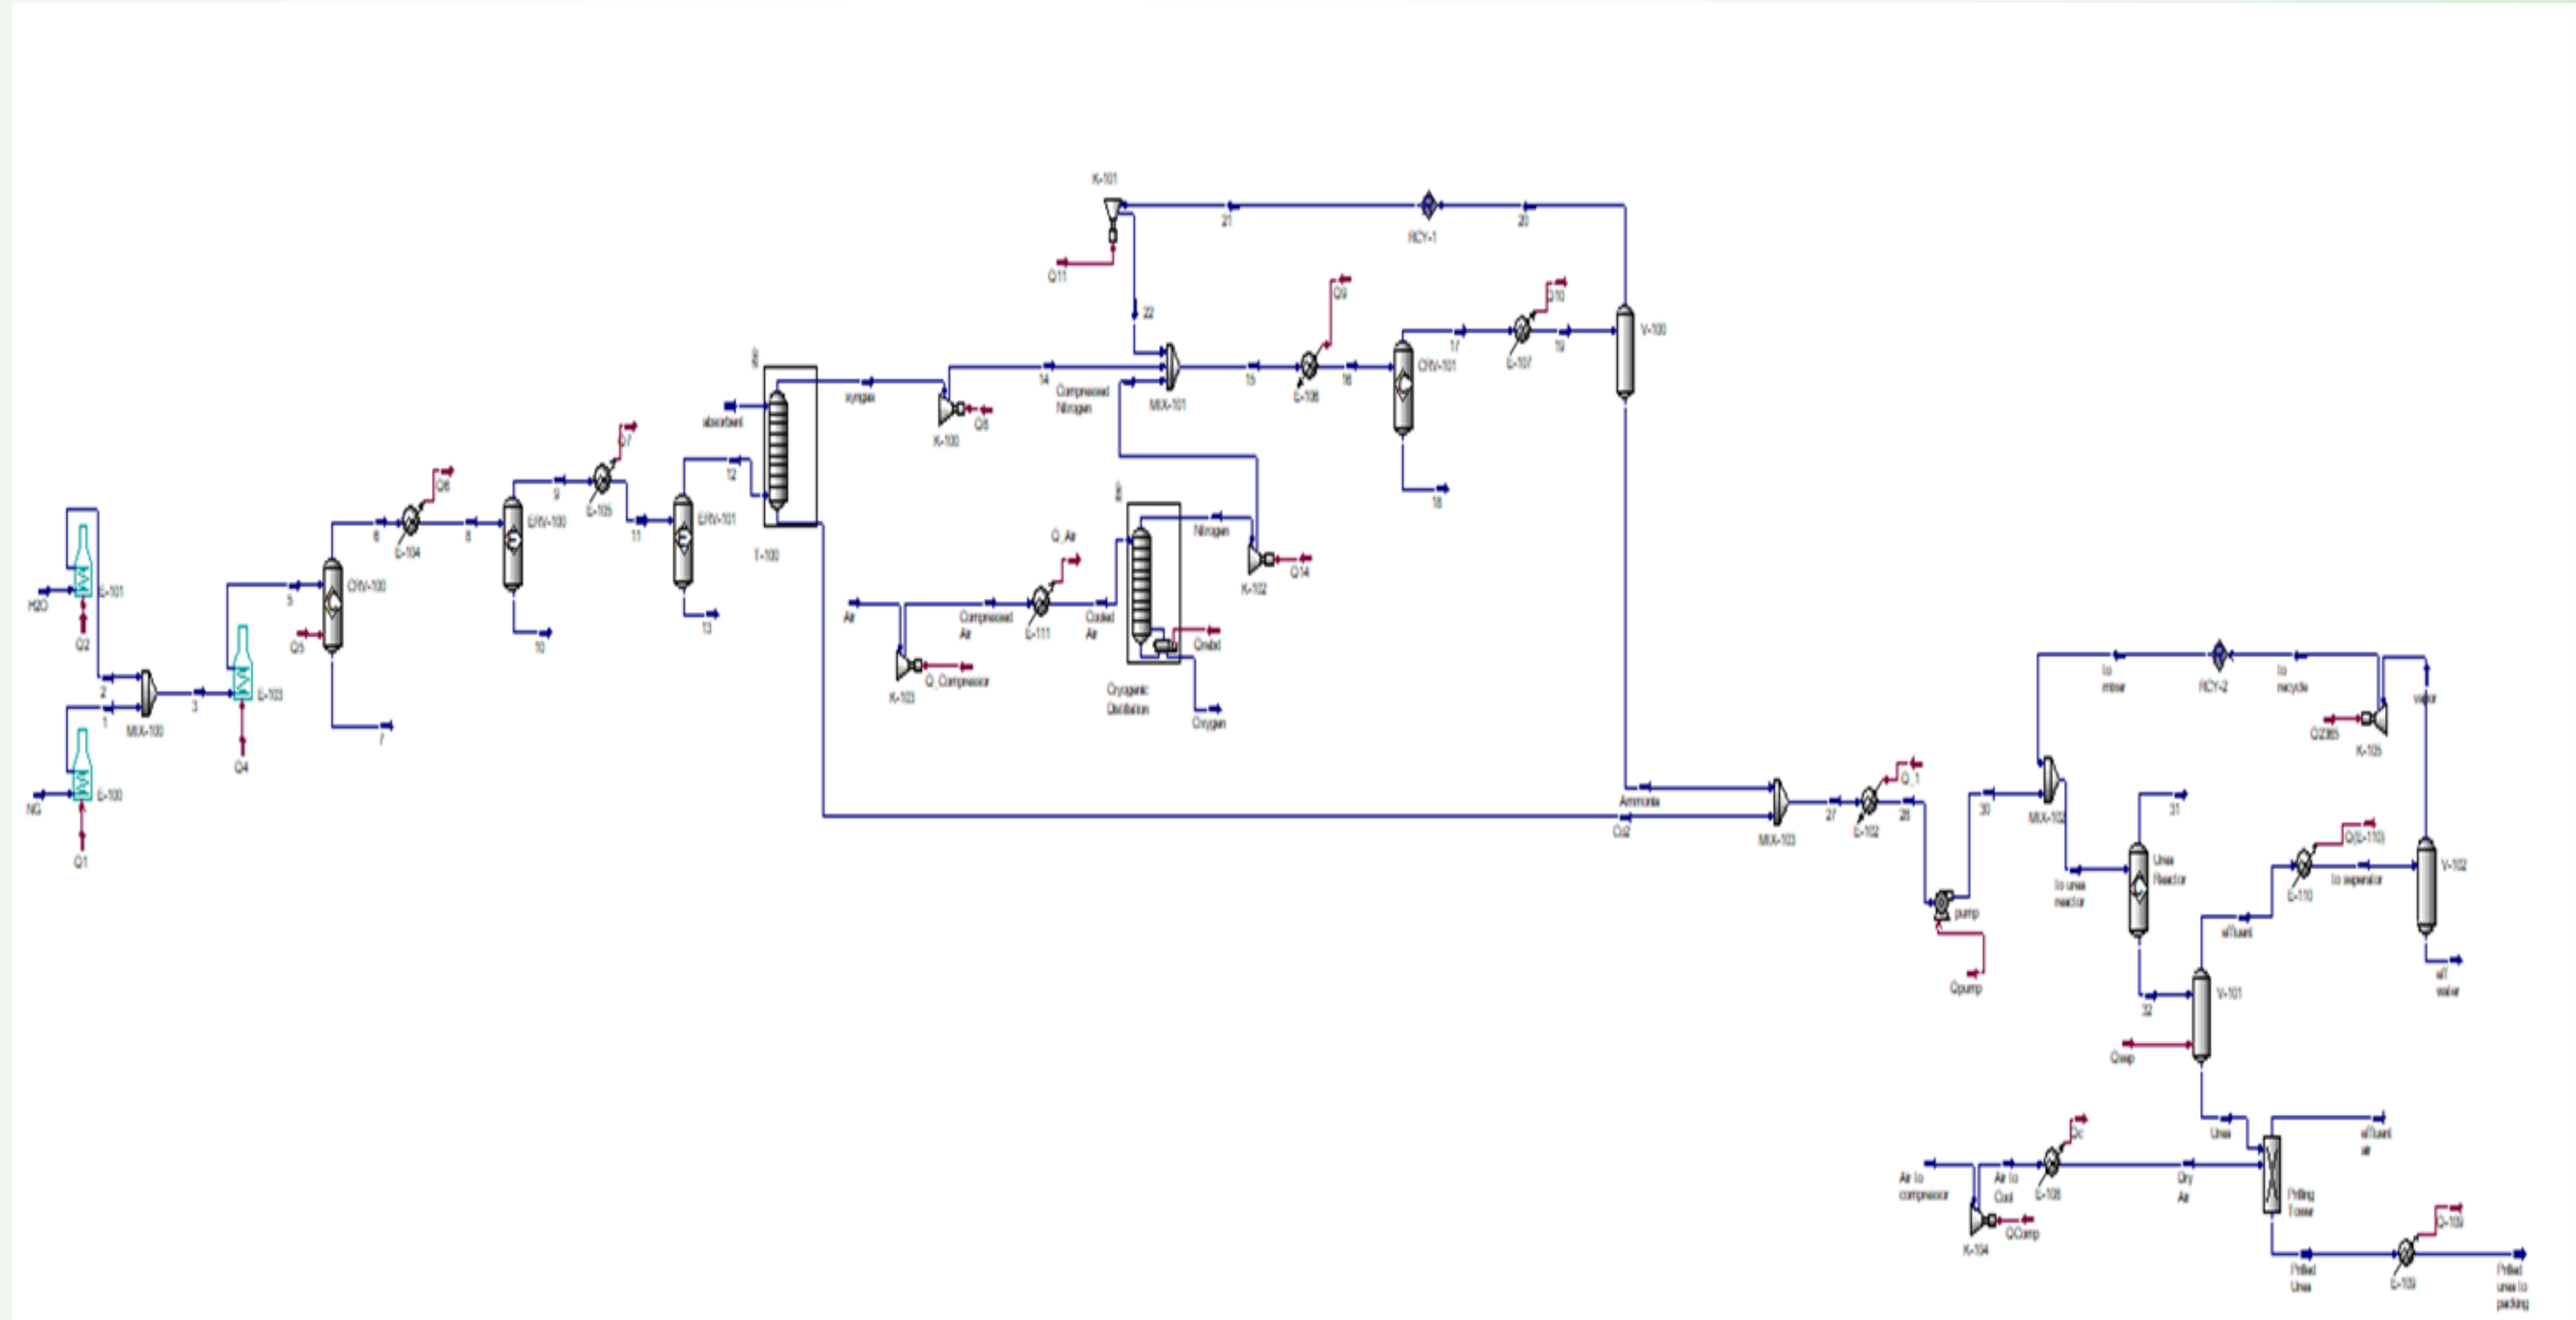 K-101
21
RCY-1
20
Q11
22
Q9
Q10
V-100
17
E-107
19
CRV-101
14
Compressed
Nitrogen
MIX-101
15
E-106
16
syngas
absorbent
K-100
Q7
12
Q6
9
E-105
ERV-100
ERV-101
11
6
E-104
8
T-100
18
Nitrogen
Q_Air
K-102
Q14
CRV-100
5
H2O
E-101
Q2
Q5
10
13
Air
Compressed
Air
E-111
Cooled
Air
K-103
Q_Compressor
Cryogenic
Distillation
Oxygen
2
1
MIX-100
3
E-103
7
Q4
NG
E-100
Q1
to
mixer
RCY-2
to
recycle
vapor
K-105
Ammonia
Co2
MIX-103
27
E-102
28
Q_1
30
MIX-102
31
Q(E-110)
Urea
Reactor
to urea
reactor
E-110
to seperator
V-102
pump
Qpump
effluent
eff
water
32
V-101
Qsep
Urea
effluent
air
Qc
Air to
compressor
Air to
Cool
E-108
Dry
Air
Prilling
Tower
K-104
QComp
Q-109
Prilled
Urea
E-109
Prilled
urea to
packing